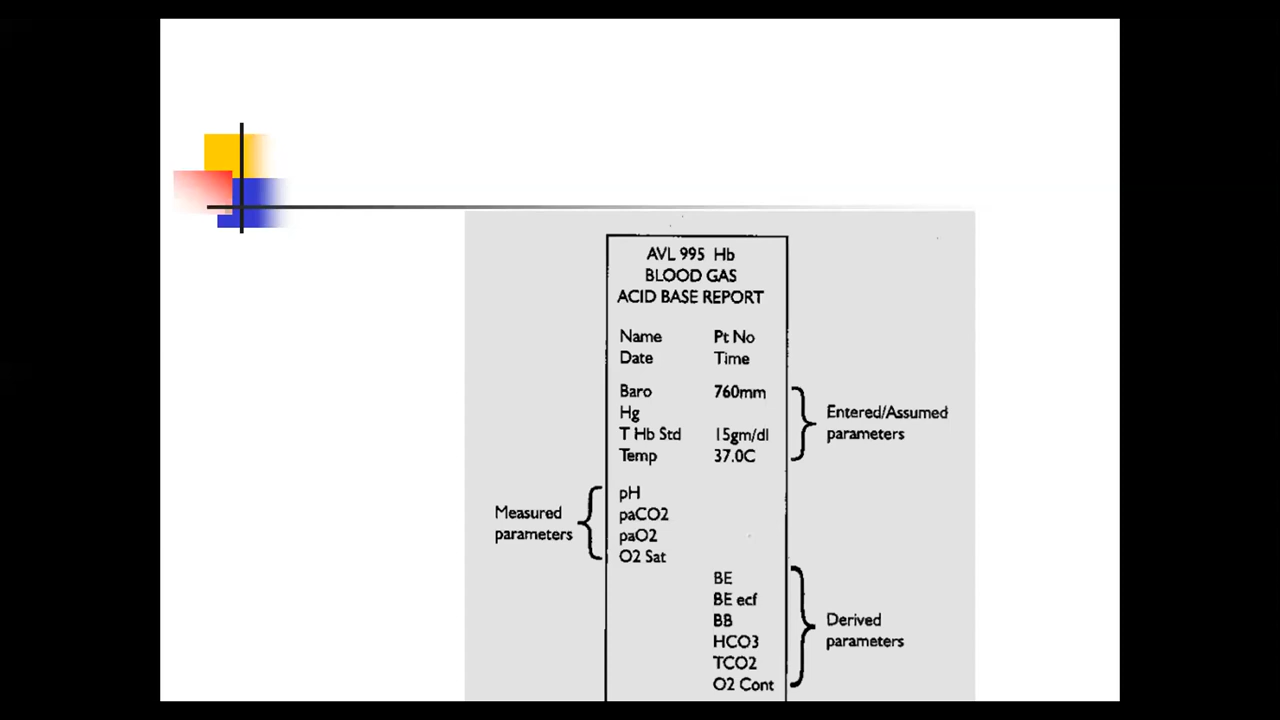 AVL 995 Hb
BLOOD GAS
ACID BASE REPORT
Name Pt No
Date Time
Baro 760mm
Hg
T Hb Std 15gm/dl
Temp 37.0C
Entered/Assumed
parameters
Measured
parameters
pH
paCO2
paO2
O2 Sat
BE
BE ecf
BB
HCO3
TCO2
O2 Cont
Derived
parameters